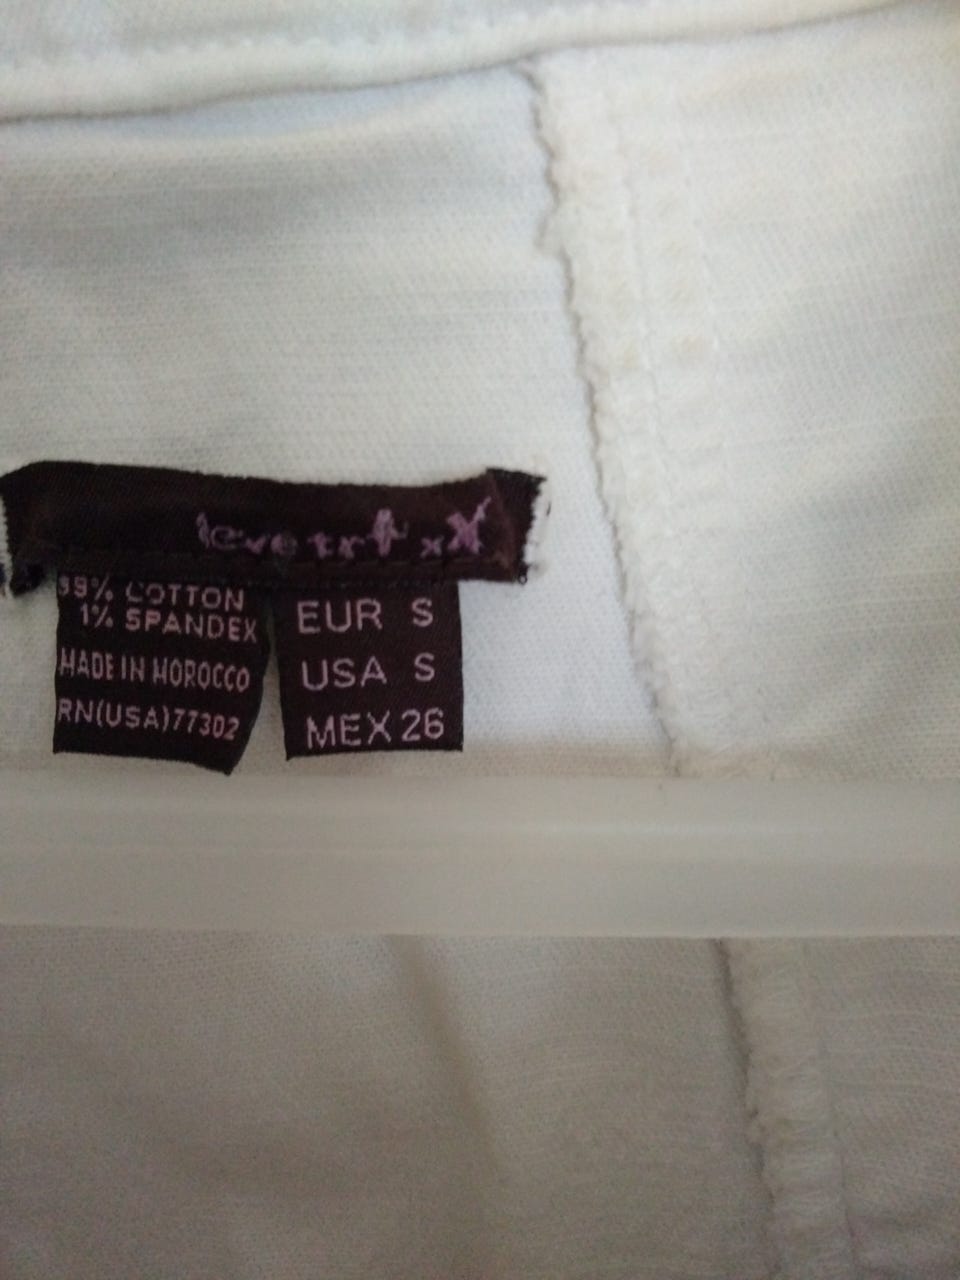 99% COTTON
1% SPANDEX
MADE IN MOROCCO
RN(USA)77302
EUR S
USA S
MEX 26